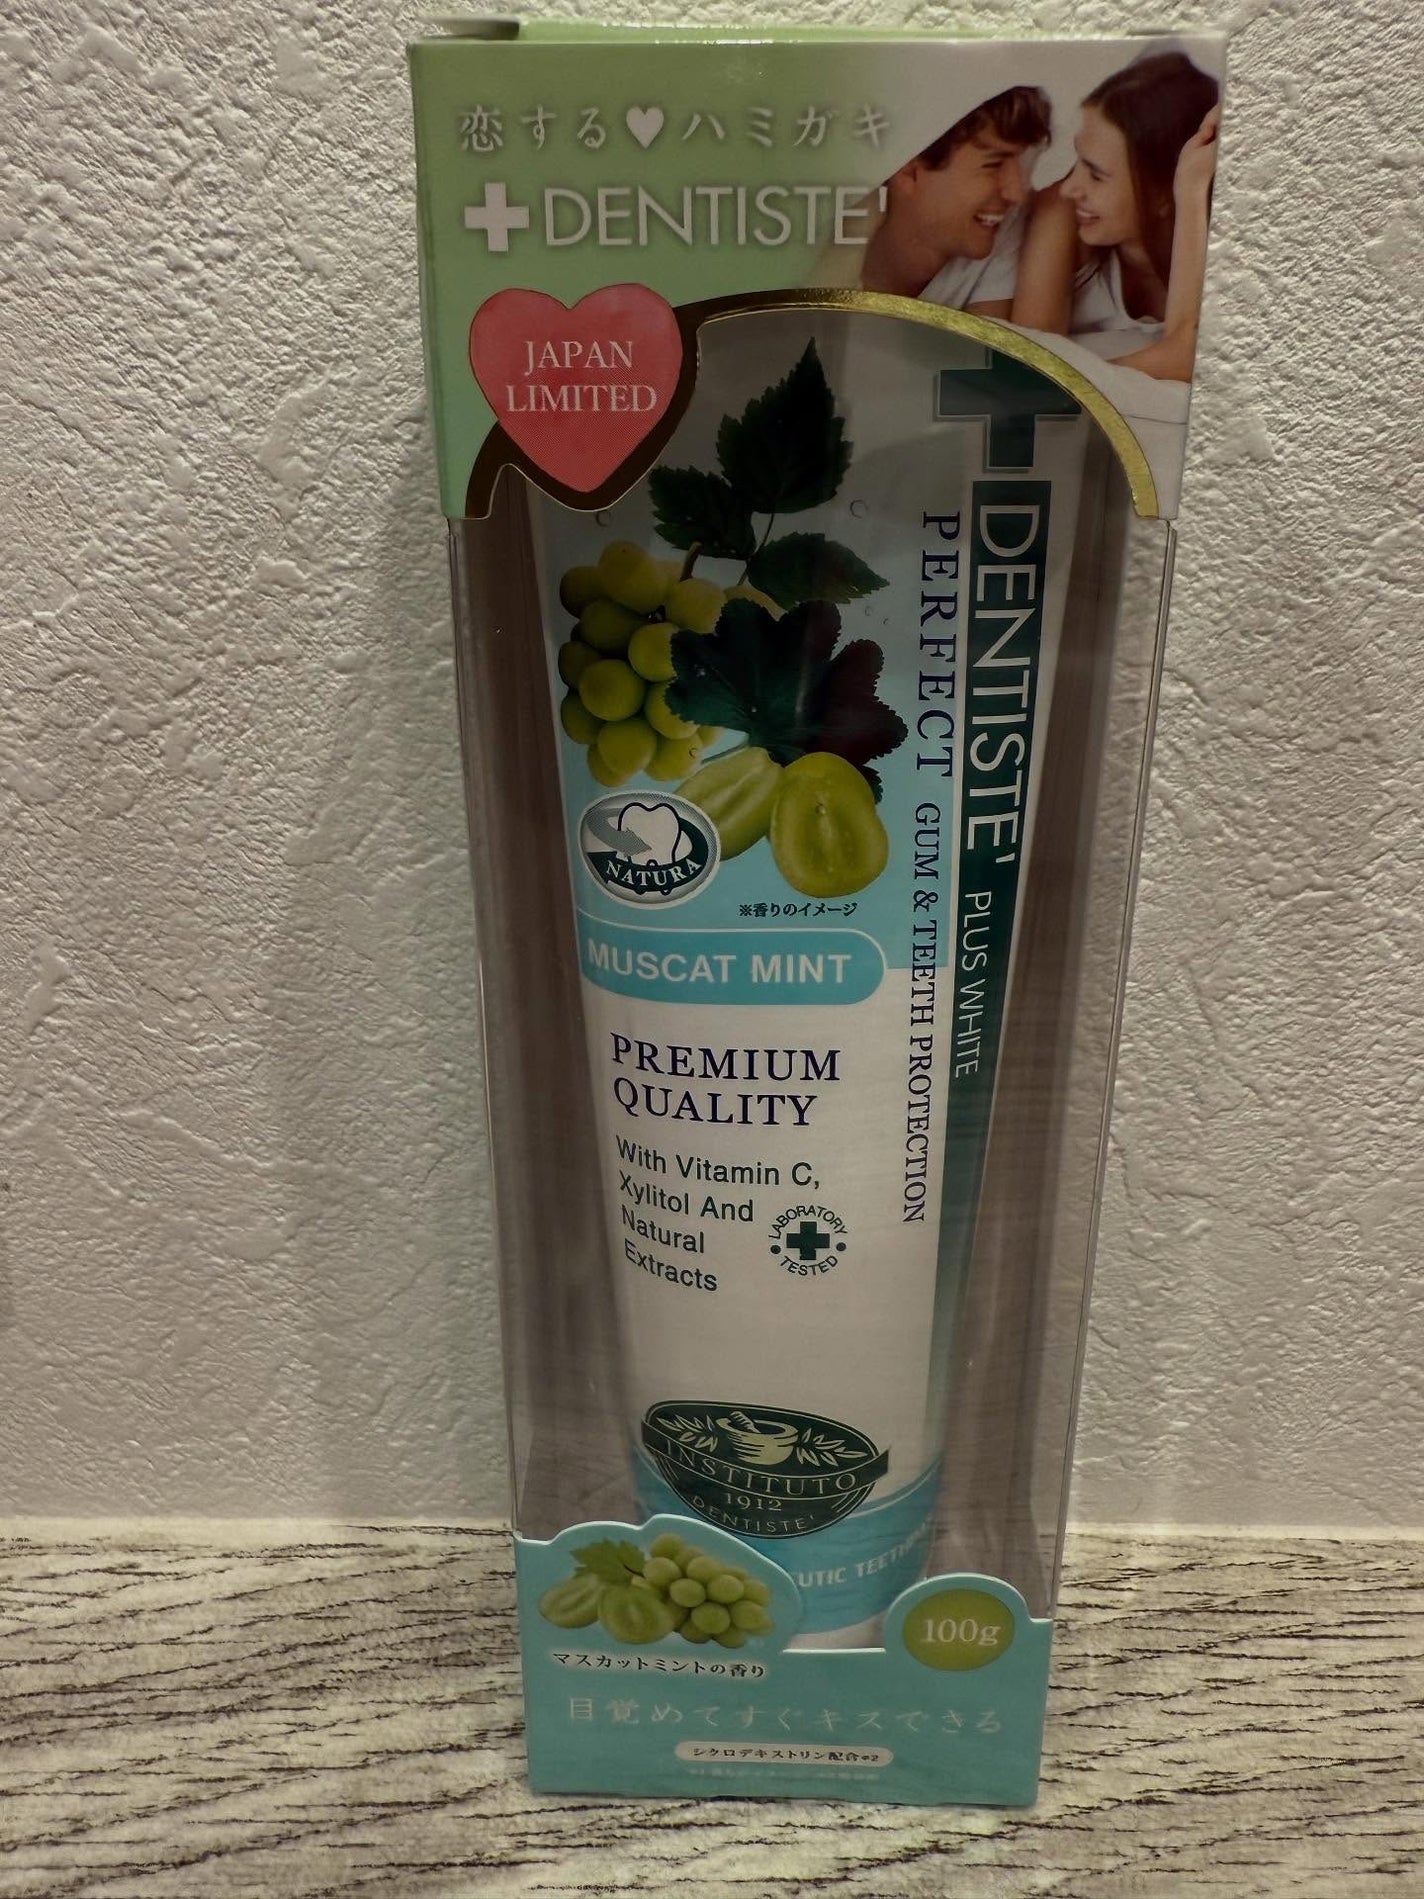 恋する♥ハミガキ
DENTISTE'
JAPAN
LIMITED
DENTISTE' PLUS WHITE
PERFECT GUM & TEETH PROTECTION
NATURA
※香りのイメージ
MUSCAT MINT
PREMIUM
QUALITY
With Vitamin C,
Xylitol And
Natural
Extracts
LABORATORY
TESTED
INSTITUTO
1912
DENTISTE'
マスカットミントの香り
100g
目覚めてすぐキスできる
シクロデキストリン配合※2